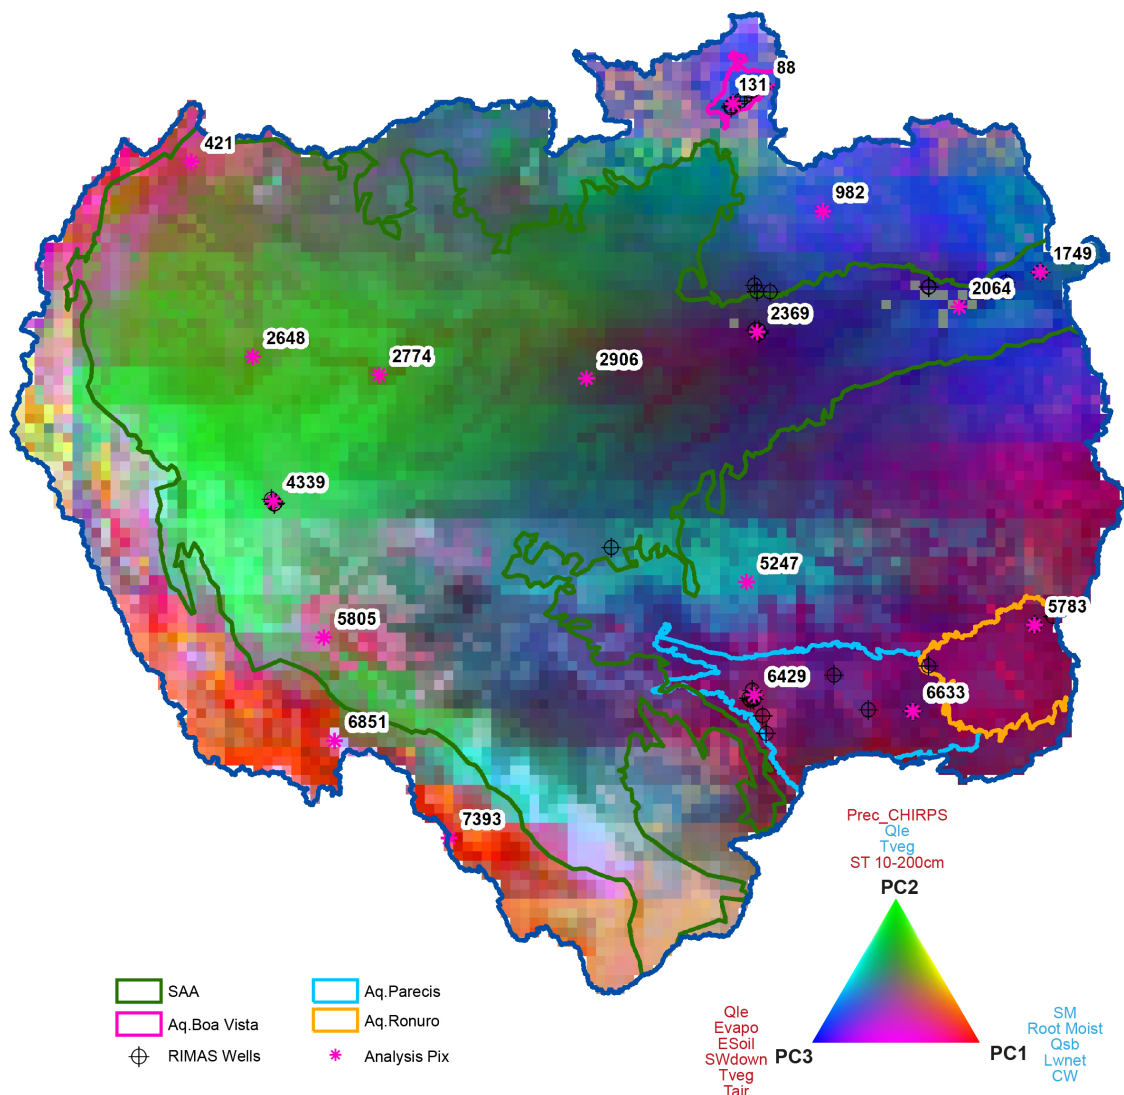 88
131
421
982
1749
2064
2369
2648
2774
2906
4339
5247
5805
5783
6429
6633
6851
7393
Prec_CHIRPS
Qle
Tveg
ST 10-200cm
PC2
SAA
Aq.Parecis
Aq.Boa Vista
Aq.Ronuro
RIMAS Wells
Analysis Pix
Qle
Evapo
ESoil
SWdown
Tveg
Tair
PC3
PC1
SM
Root Moist
Qsb
Lwnet
CW